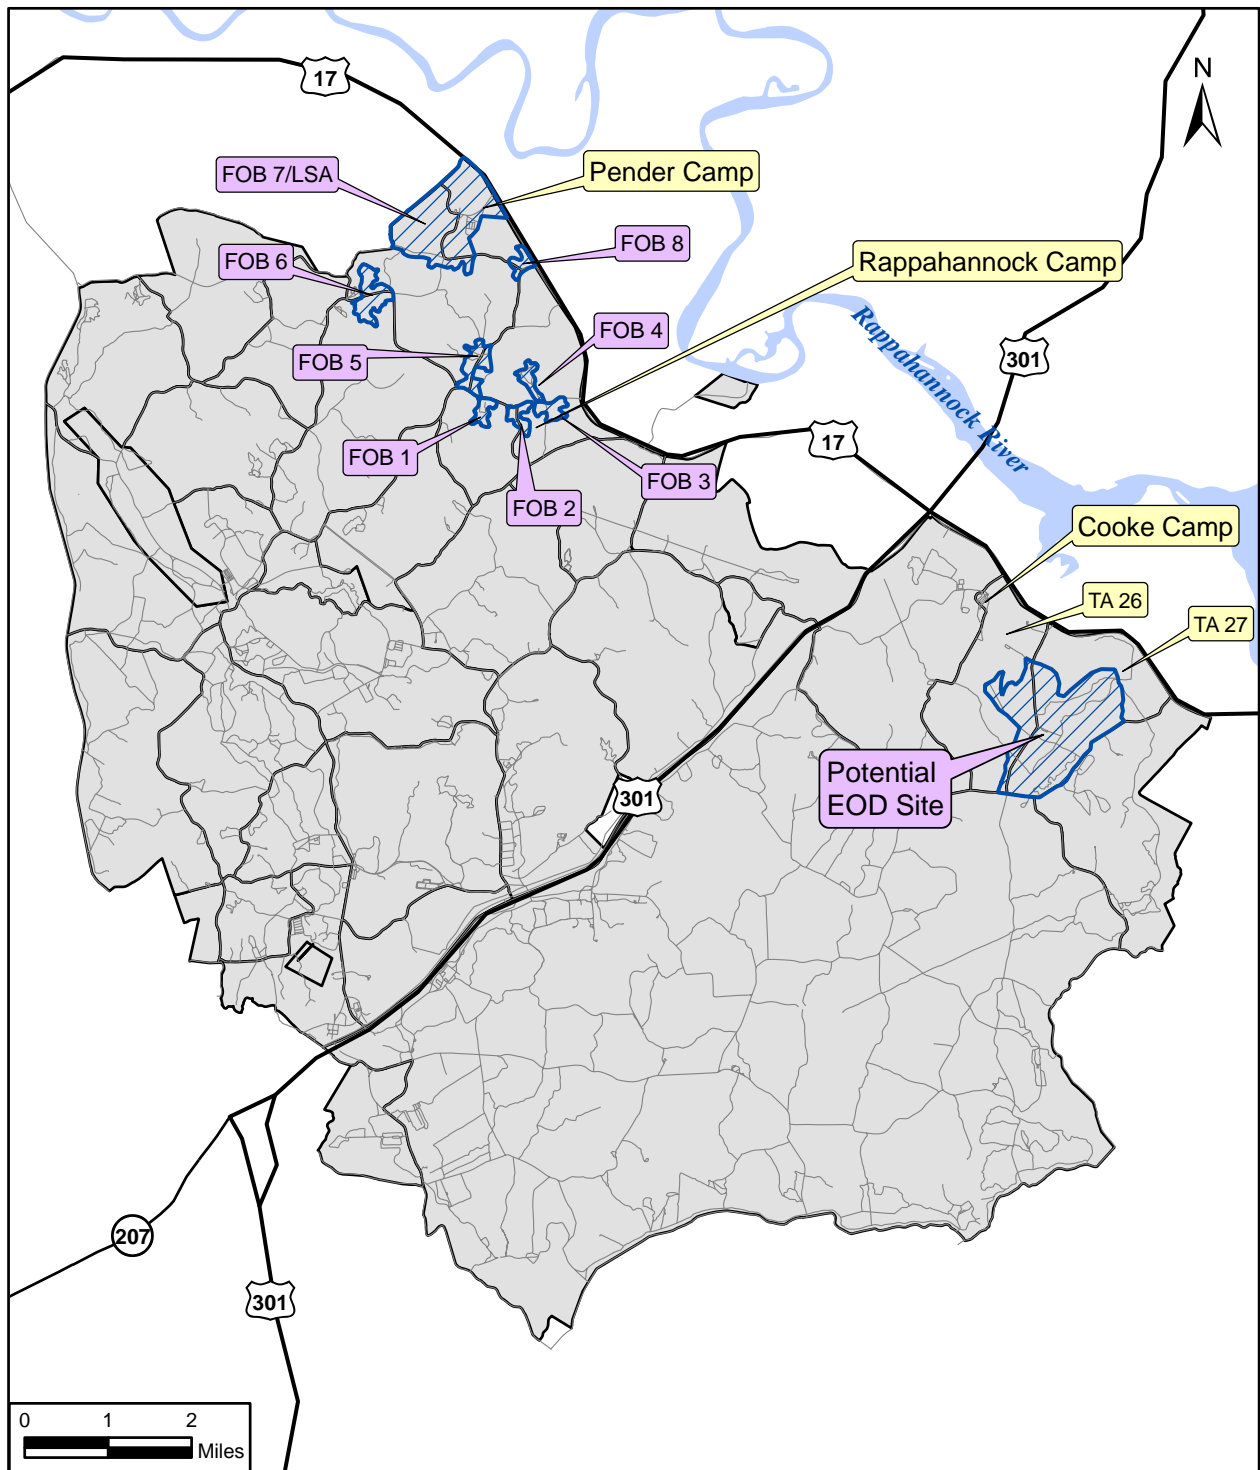 17
N
FOB 7/LSA
Pender Camp
FOB 8
FOB 6
Rappahannock Camp
FOB 4
Rappahannock River
301
FOB 5
17
FOB 1
FOB 3
FOB 2
Cooke Camp
TA 26
TA 27
Potential
EOD Site
301
207
301
0 1 2
Miles